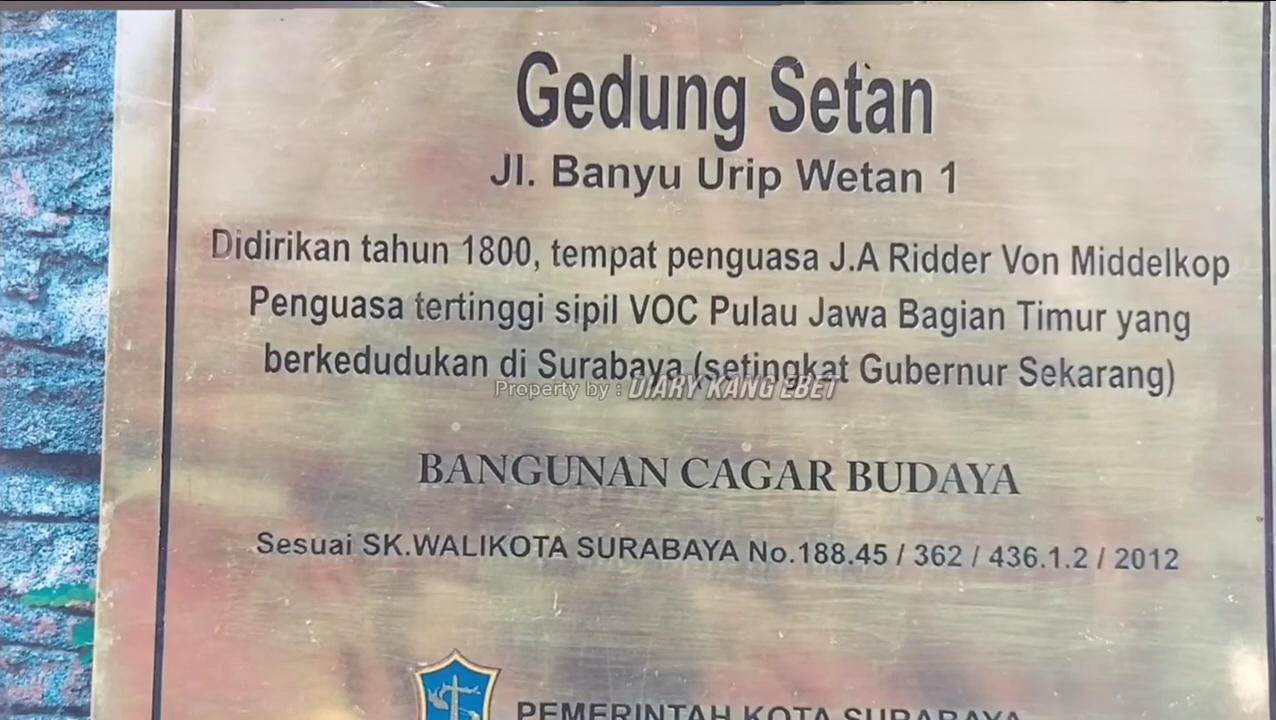 Gedung Setan
Jl. Banyu Urip Wetan 1
Didirikan tahun 1800, tempat penguasa J.A Ridder Von Middelkop
Penguasa tertinggi sipil VOC Pulau Jawa Bagian Timur yang
berkedudukan di Surabaya (setingkat Gubernur Sekarang)
Property by : DIARY KANG EBET
BANGUNAN CAGAR BUDAYA
Sesuai SK.WALIKOTA SURABAYA No.188.45 / 362 / 436.1.2 / 2012
PEMERINTAH KOTA SURABAYA